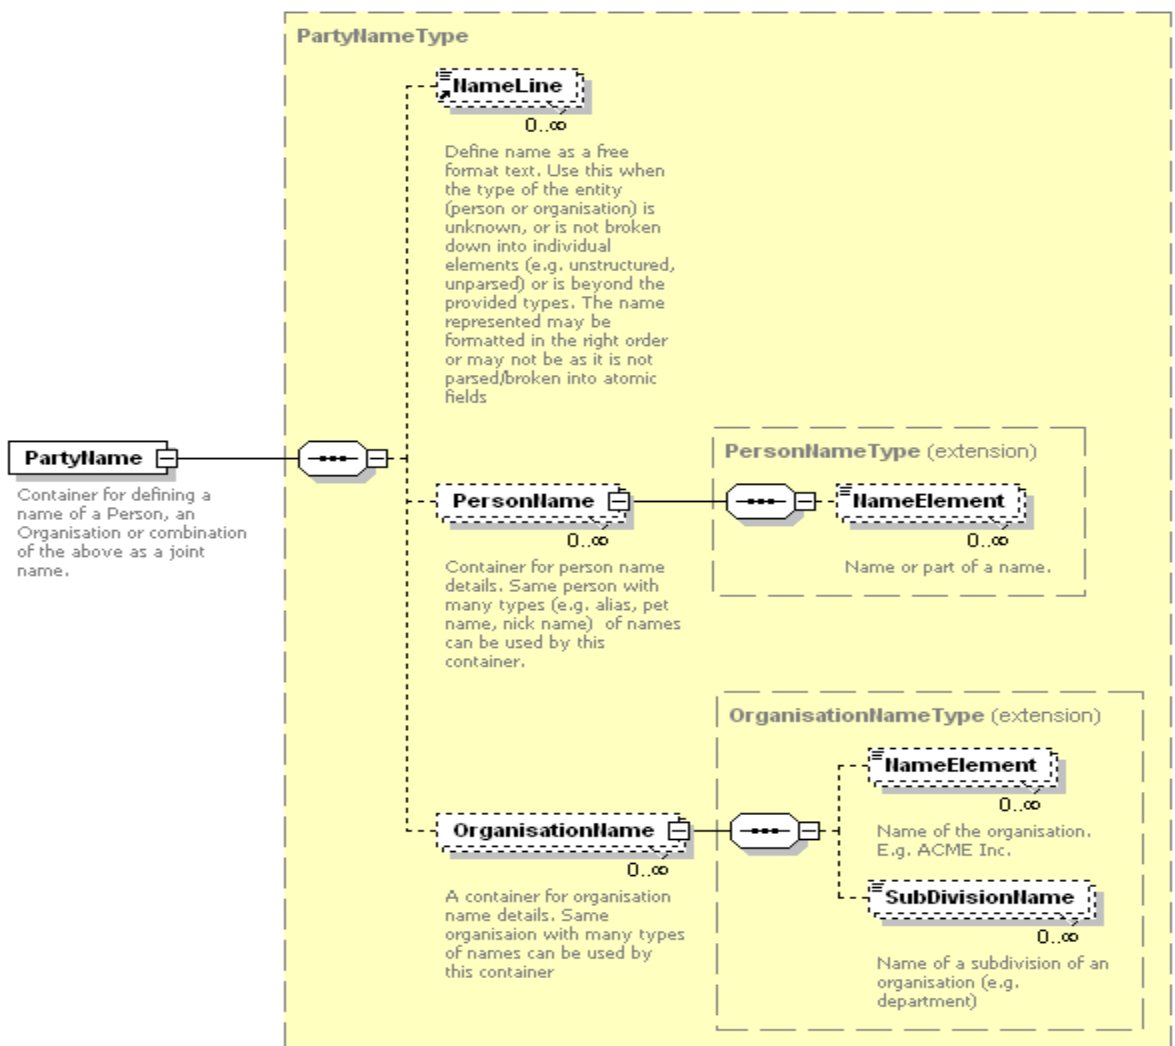 PartyNameType
NameLine
0..∞
Define name as a free
format text. Use this when
the type of the entity
(person or organisation) is
unknown, or is not broken
down into individual
elements (e.g. unstructured,
unparsed) or is beyond the
provided types. The name
represented may be
formatted in the right order
or may not be as it is not
parsed/broken into atomic
fields
PartyName
Container for defining a
name of a Person, an
Organisation or combination
of the above as a joint
name.
PersonName
0..∞
Container for person name
details. Same person with
many types (e.g. alias, pet
name, nick name)  of names
can be used by this
container.
PersonNameType (extension)
NameElement
0..∞
Name or part of a name.
OrganisationName
0..∞
A container for organisation
name details. Same
organisaion with many types
of names can be used by
this container
OrganisationNameType (extension)
NameElement
0..∞
Name of the organisation.
E.g. ACME Inc.
SubDivisionName
0..∞
Name of a subdivision of an
organisation (e.g.
department)